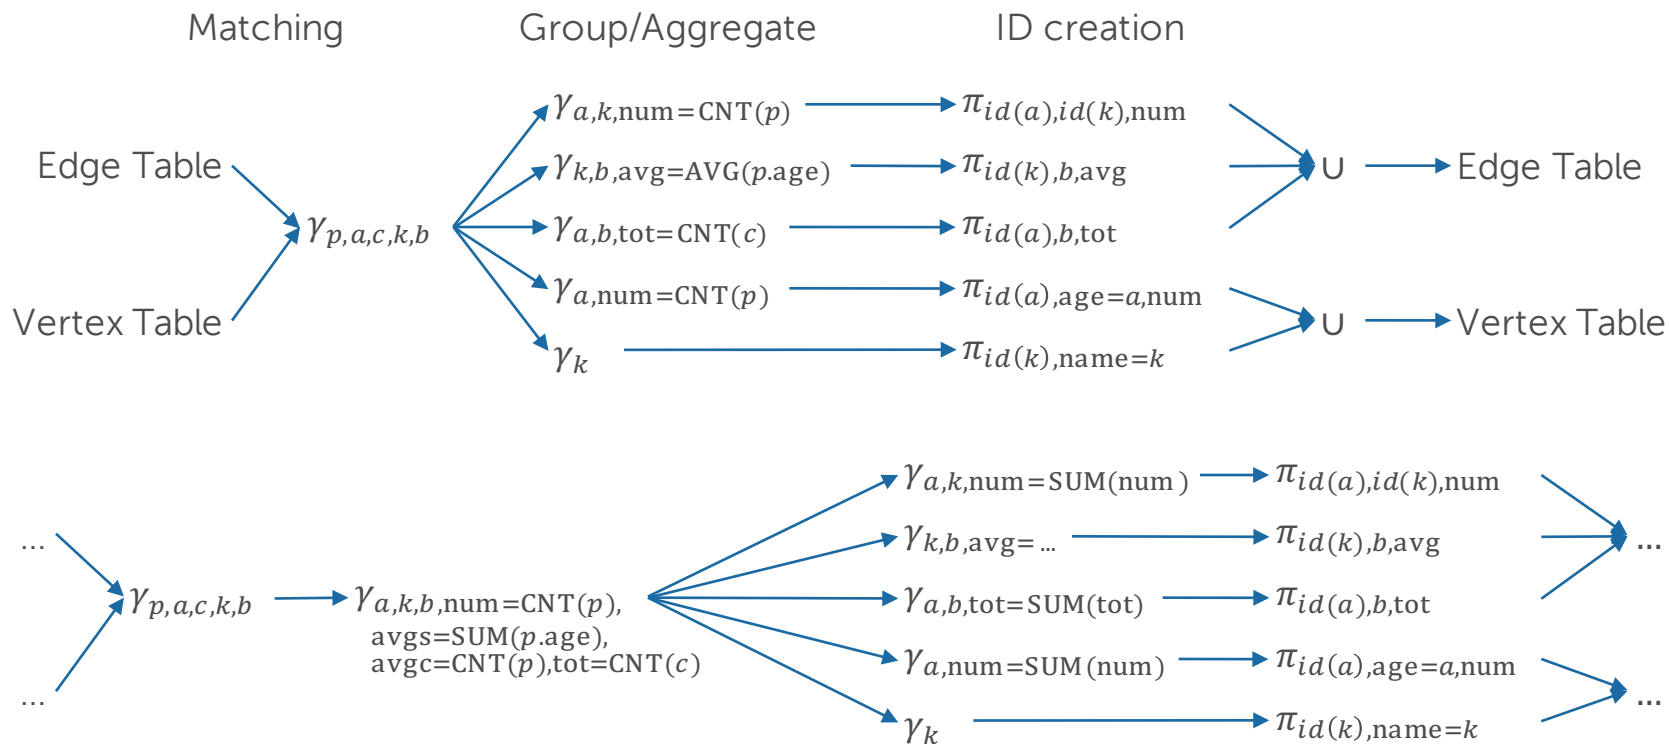 Matching Group/Aggregate ID creation
γa,k,num=CNT(p) πid(a),id(k),num
Edge Table γk,b,avg=AVG(p.age) πid(k),b,avg ∪ Edge Table
γp,a,c,k,b γa,b,tot=CNT(c) πid(a),b,tot
γa,num=CNT(p) πid(a),age=a,num
Vertex Table ∪ Vertex Table
γk πid(k),name=k
γa,k,num=SUM(num) πid(a),id(k),num
... γk,b,avg=... πid(k),b,avg ...
γp,a,c,k,b γa,k,b,num=CNT(p), γa,b,tot=SUM(tot) πid(a),b,tot
avgs=SUM(p.age),
avgc=CNT(p),tot=CNT(c) γa,num=SUM(num) πid(a),age=a,num
... ...
γk πid(k),name=k